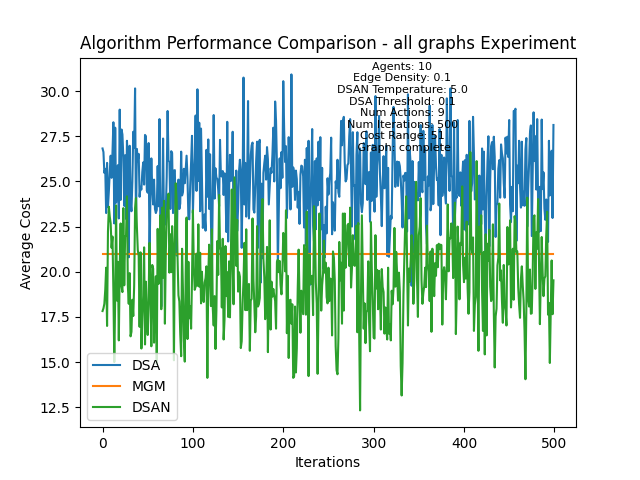 Algorithm Performance Comparison - all graphs Experiment
Agents: 10
Edge Density: 0.1
DSAN Temperature: 5.0
DSA Threshold: 0.1
Num Actions: 9
Num Iterations: 500
Cost Range: 51
Graph: complete
30.0
27.5
25.0
22.5
20.0
17.5
15.0
12.5
Average Cost
DSA
MGM
DSAN
0
100
200
300
400
500
Iterations